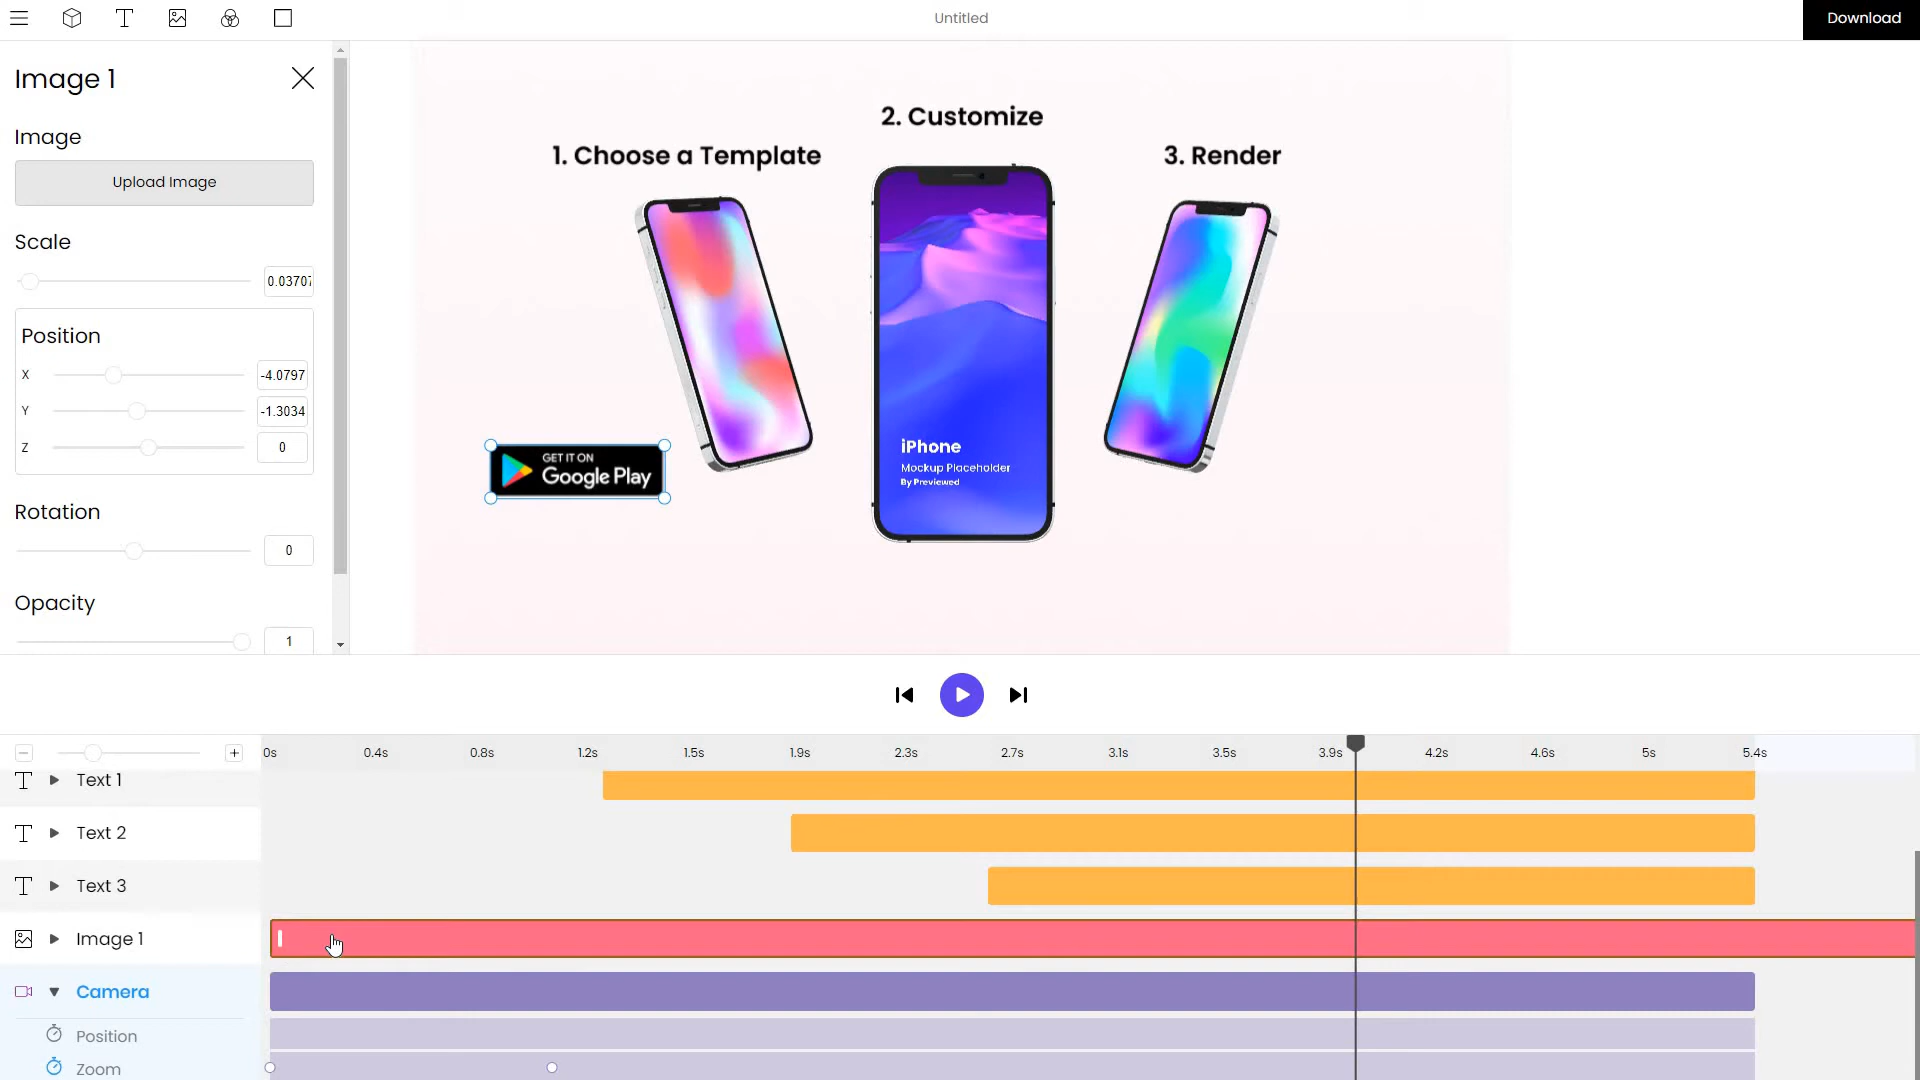 Untitled
Download
Image 1
Image
Upload Image
Scale
0.0370
Position
X
-4.0797
Y
-1.3034
Z
0
Rotation
0
Opacity
1
1. Choose a Template
2. Customize
3. Render
GET IT ON
Google Play
iPhone
Mockup Placeholder
By Previewed
0s 0.4s 0.8s 1.2s 1.5s 1.9s 2.3s 2.7s 3.1s 3.5s 3.9s 4.2s 4.6s 5s 5.4s
Text 1
Text 2
Text 3
Image 1
Camera
Position
Zoom